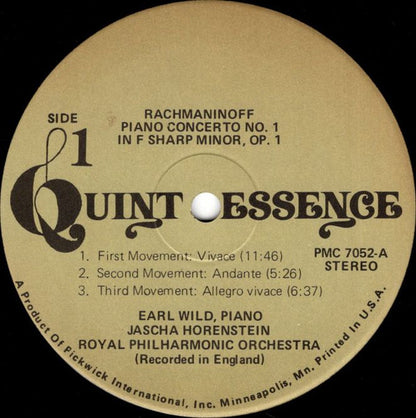 RACHMANINOFF
PIANO CONCERTO NO. 1
IN F SHARP MINOR, OP. 1
SIDE
1
QUINTESSENCE
1. First Movement: Vivace (11:46)
2. Second Movement: Andante (5:26)
3. Third Movement: Allegro vivace (6:37)
PMC 7052-A
STEREO
EARL WILD, PIANO
JASCHA HORENSTEIN
ROYAL PHILHARMONIC ORCHESTRA
(Recorded in England)
A Product Of Pickwick International, Inc. Minneapolis, Mn. Printed In U.S.A.